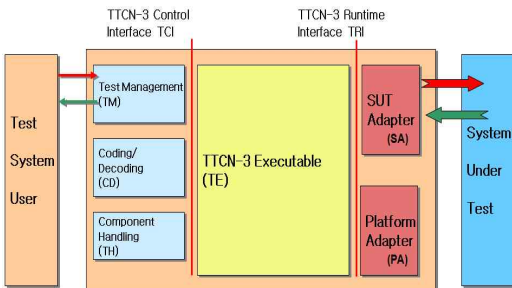 TTCN-3 Control
Interface TCI
TTCN-3 Runtime
Interface TRI
Test
System
User
Test Management
(TM)
Coding/
Decoding
(CD)
Component
Handling
(TH)
TTCN-3 Executable
(TE)
SUT
Adapter
(SA)
Platform
Adapter
(PA)
System
Under
Test